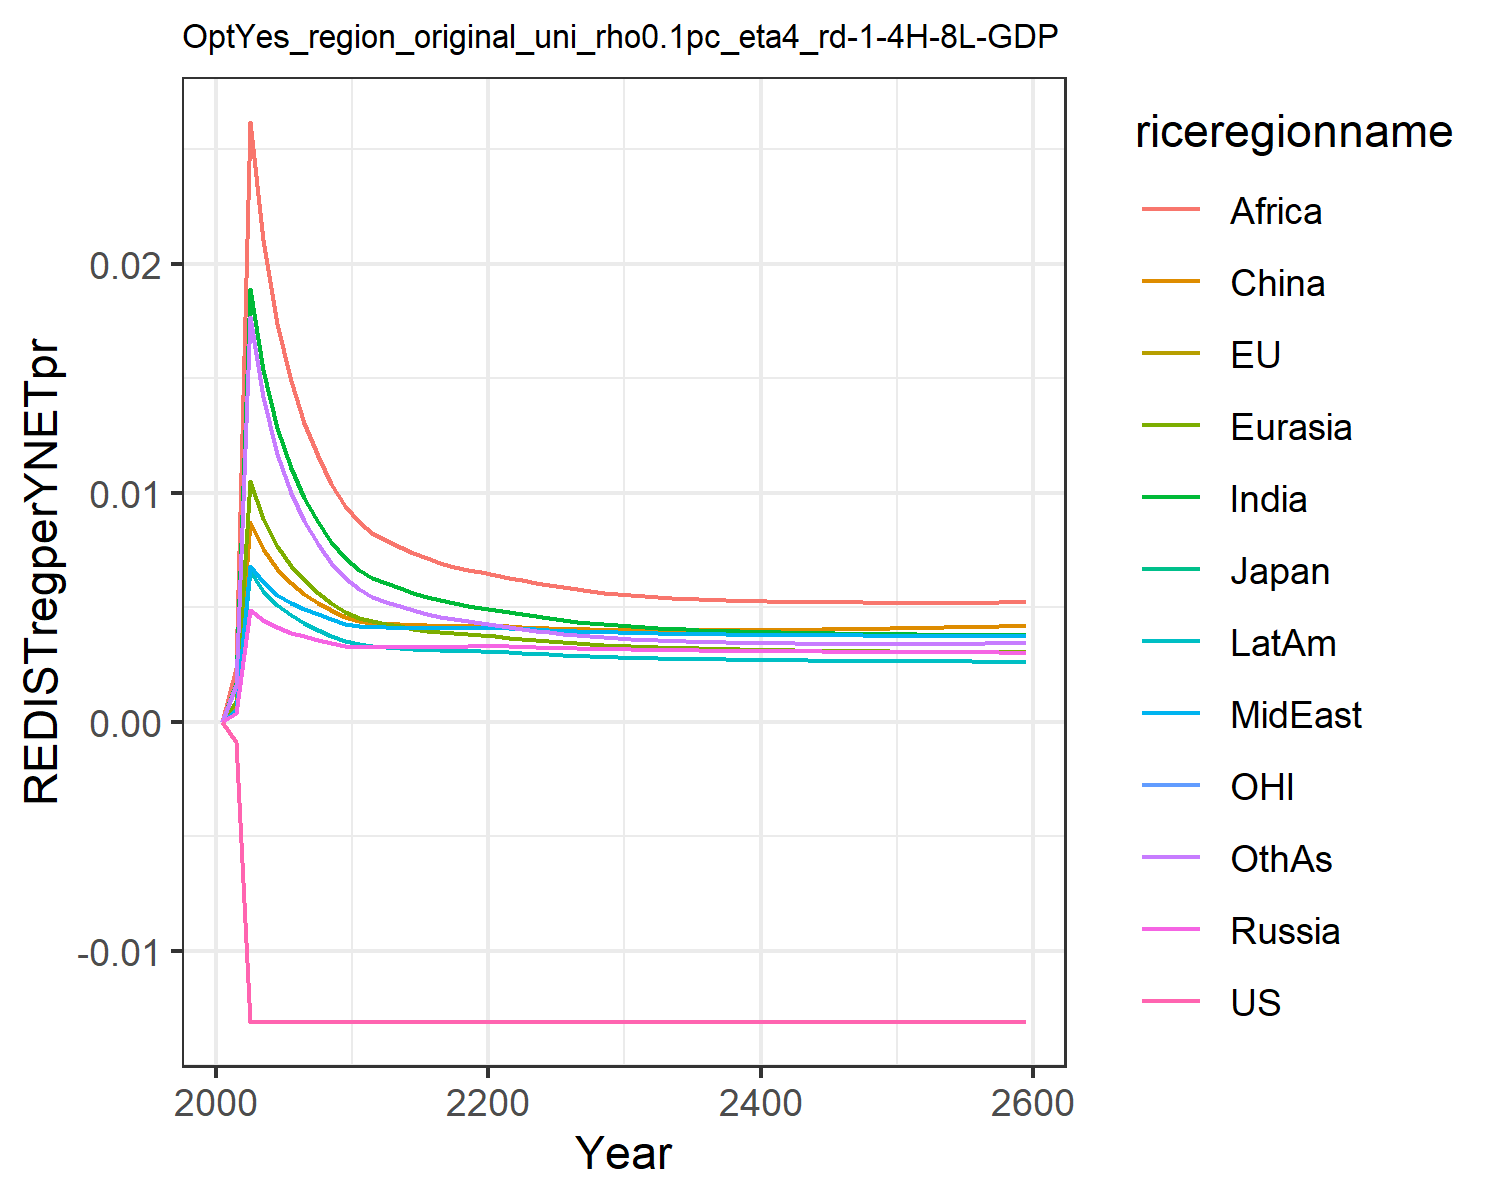 OptYes_region_original_uni_rho0.1pc_eta4_rd-1-4H-8L-GDP
REDISTregperYNETpr
0.02
0.01
0.00
-0.01
2000
2200
2400
2600
Year
riceregionname
Africa
China
EU
Eurasia
India
Japan
LatAm
MidEast
OHI
OthAs
Russia
US